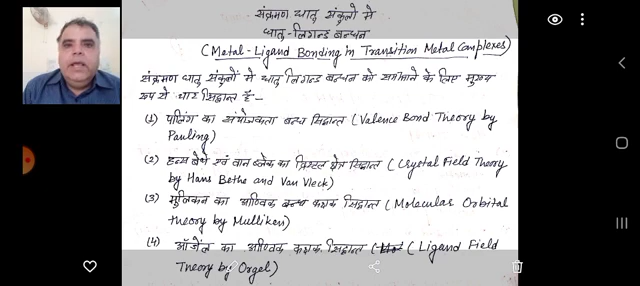 संक्रमण धातु संकुलों मे
धातु-लिगन्ड बन्धन
(Metal-Ligand Bonding in Transition Metal Complexes)
संक्रमण धातु संकुलों मे धातु लिगन्ड बन्धन को समझाने के लिए मुख्य
रूप से चार सिद्धान्त है-
(1) पॉलिंग का संयोजकता बन्ध सिद्धान्त (Valence Bond Theory by
Pauling)
(2) हन्स बेथे एवं वान ब्लेक का क्रिस्टल क्षेत्र सिद्धान्त (Crystal Field Theory
by Hans Bethe and Van Vleck)
(3) मुलिकन का आण्विक कक्षक सिद्धान्त (Molecular Orbital
Theory by Mulliken)
(4) ऑर्जेल का आण्विक कक्षक सिद्धान्त (Ligand Field
Theory by Orgel)